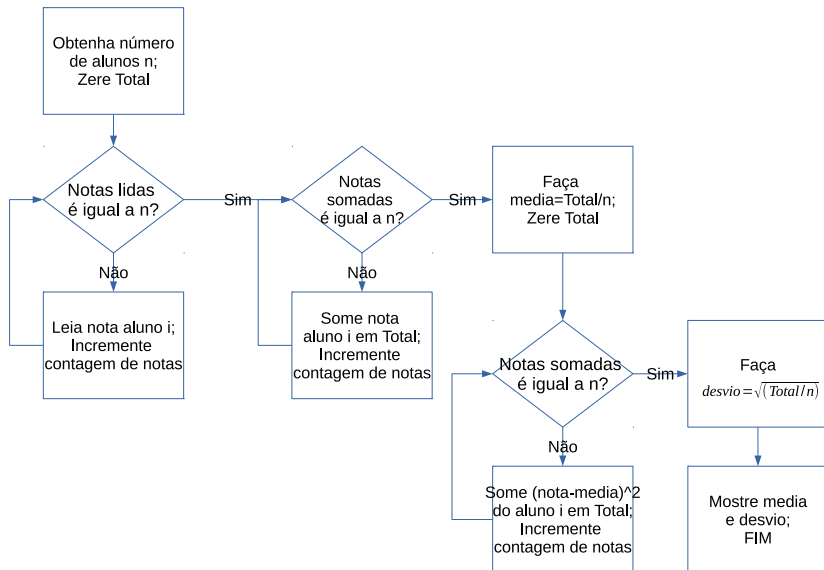 Obtenha número
de alunos n;
Zere Total
Notas lidas
é igual a n?
Sim
Não
Leia nota aluno i;
Incremente
contagem de notas
Notas
somadas
é igual a n?
Sim
Não
Some nota
aluno i em Total;
Incremente
contagem de notas
Faça
media=Total/n;
Zere Total
Notas somadas
é igual a n?
Sim
Não
Some (nota-media)^2
do aluno i em Total;
Incremente
contagem de notas
Faça
desvio=√(Total/n)
Mostre media
e desvio;
FIM